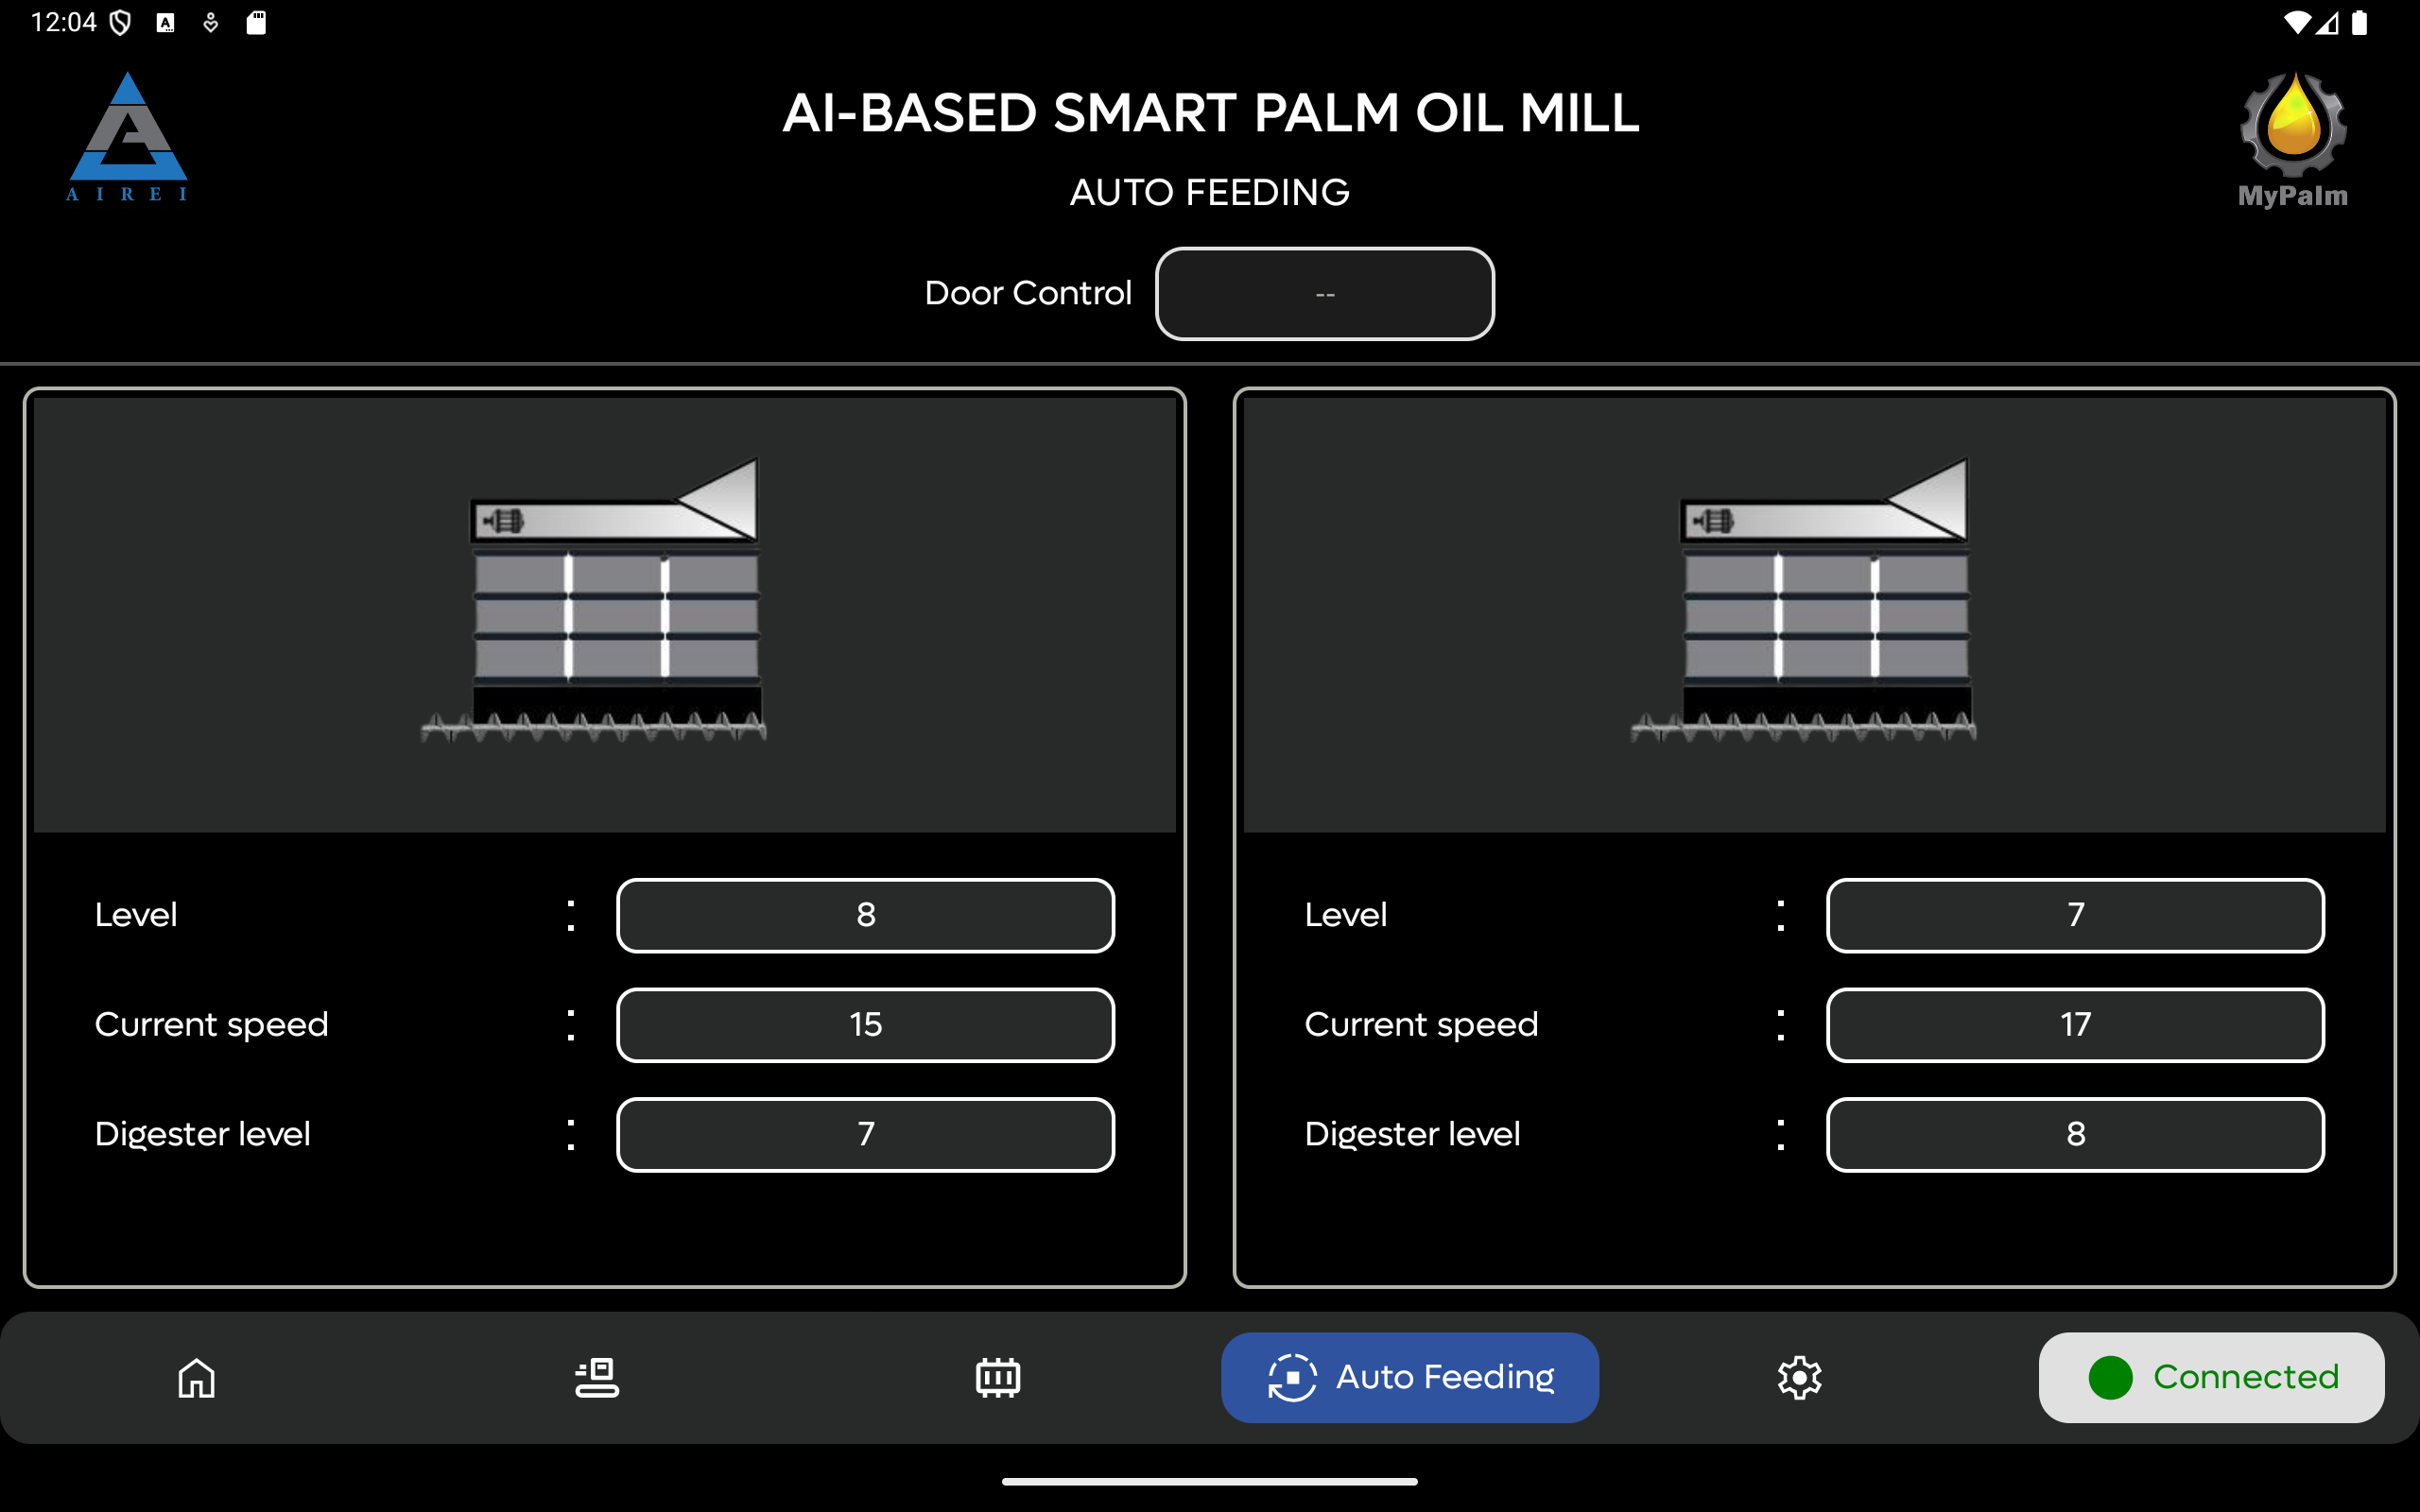 12:04
AIREI
AI-BASED SMART PALM OIL MILL
MyPalm
AUTO FEEDING
Door Control --
Level : 8
Current speed : 15
Digester level : 7
Level : 7
Current speed : 17
Digester level : 8
Auto Feeding
Connected